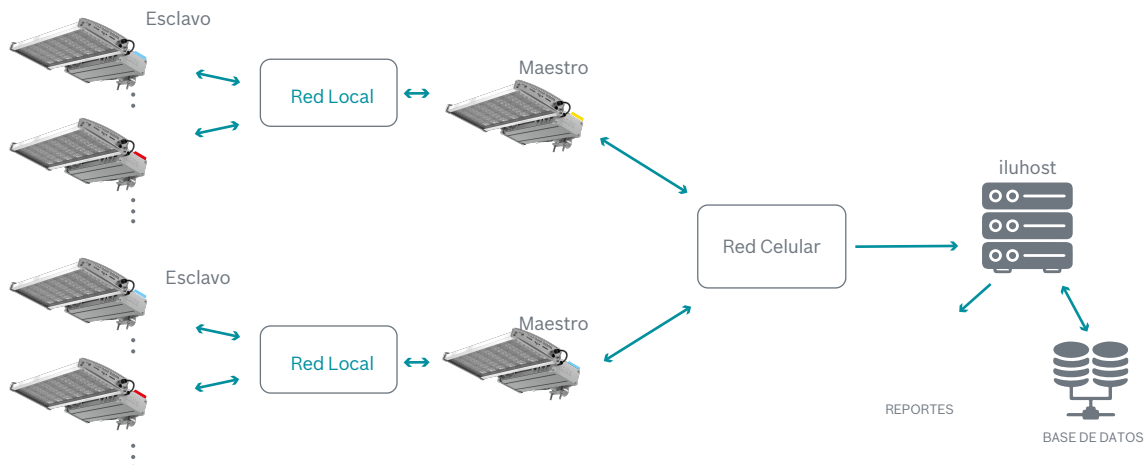 Esclavo
Red Local
Maestro
iluhost
Red Celular
Esclavo
Red Local
Maestro
REPORTES
BASE DE DATOS